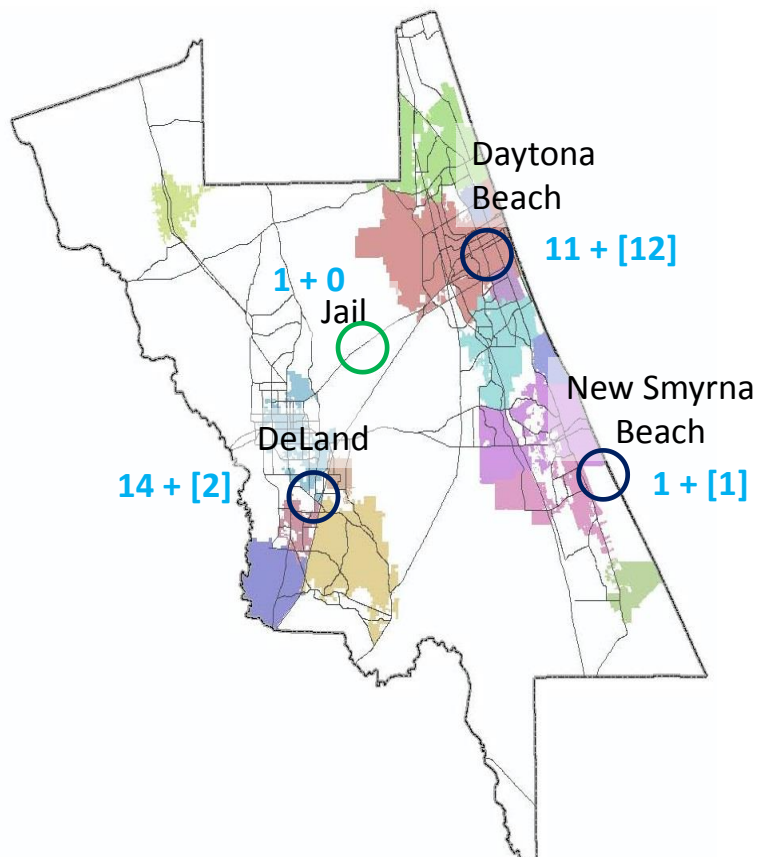 Daytona
Beach
11 + [12]
1 + 0
Jail
New Smyrna
Beach
DeLand
14 + [2]
1 + [1]